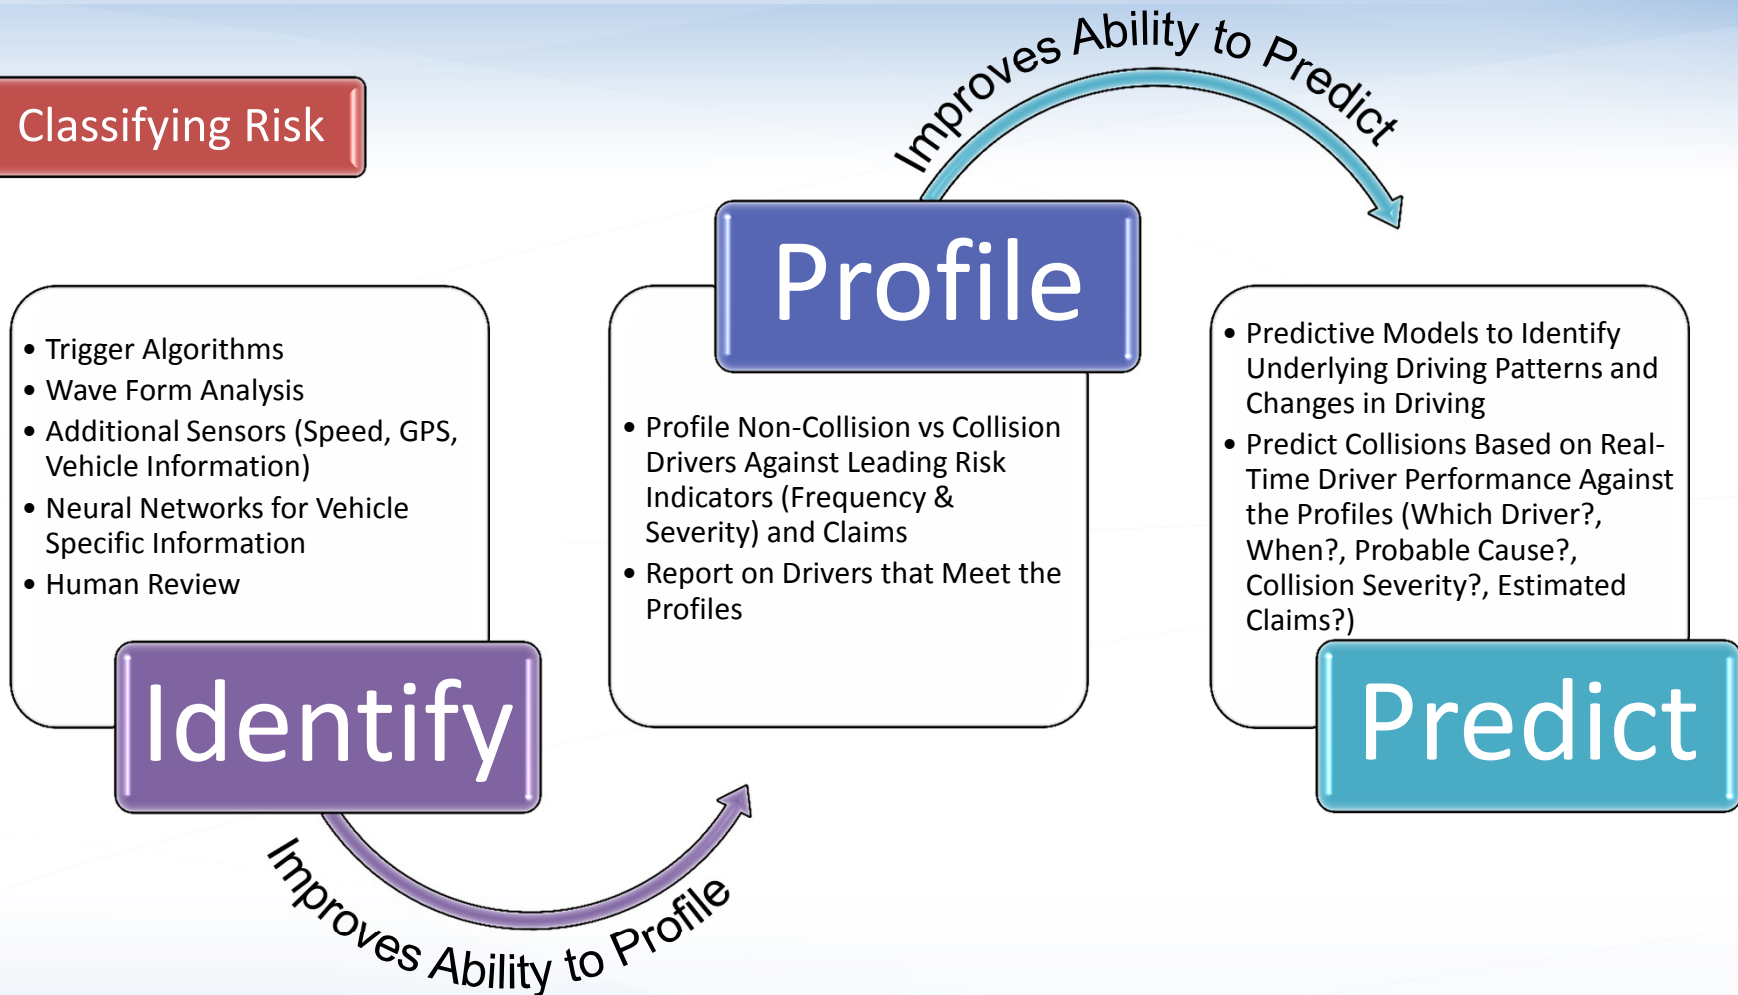 Classifying Risk
• Trigger Algorithms
• Wave Form Analysis
• Additional Sensors (Speed, GPS,
Vehicle Information)
• Neural Networks for Vehicle
Specific Information
• Human Review
Identify
Improves Ability to Profile
Profile
• Profile Non-Collision vs Collision
Drivers Against Leading Risk
Indicators (Frequency &
Severity) and Claims
• Report on Drivers that Meet the
Profiles
Improves Ability to Predict
• Predictive Models to Identify
Underlying Driving Patterns and
Changes in Driving
• Predict Collisions Based on Real-
Time Driver Performance Against
the Profiles (Which Driver?,
When?, Probable Cause?,
Collision Severity?, Estimated
Claims?)
Predict